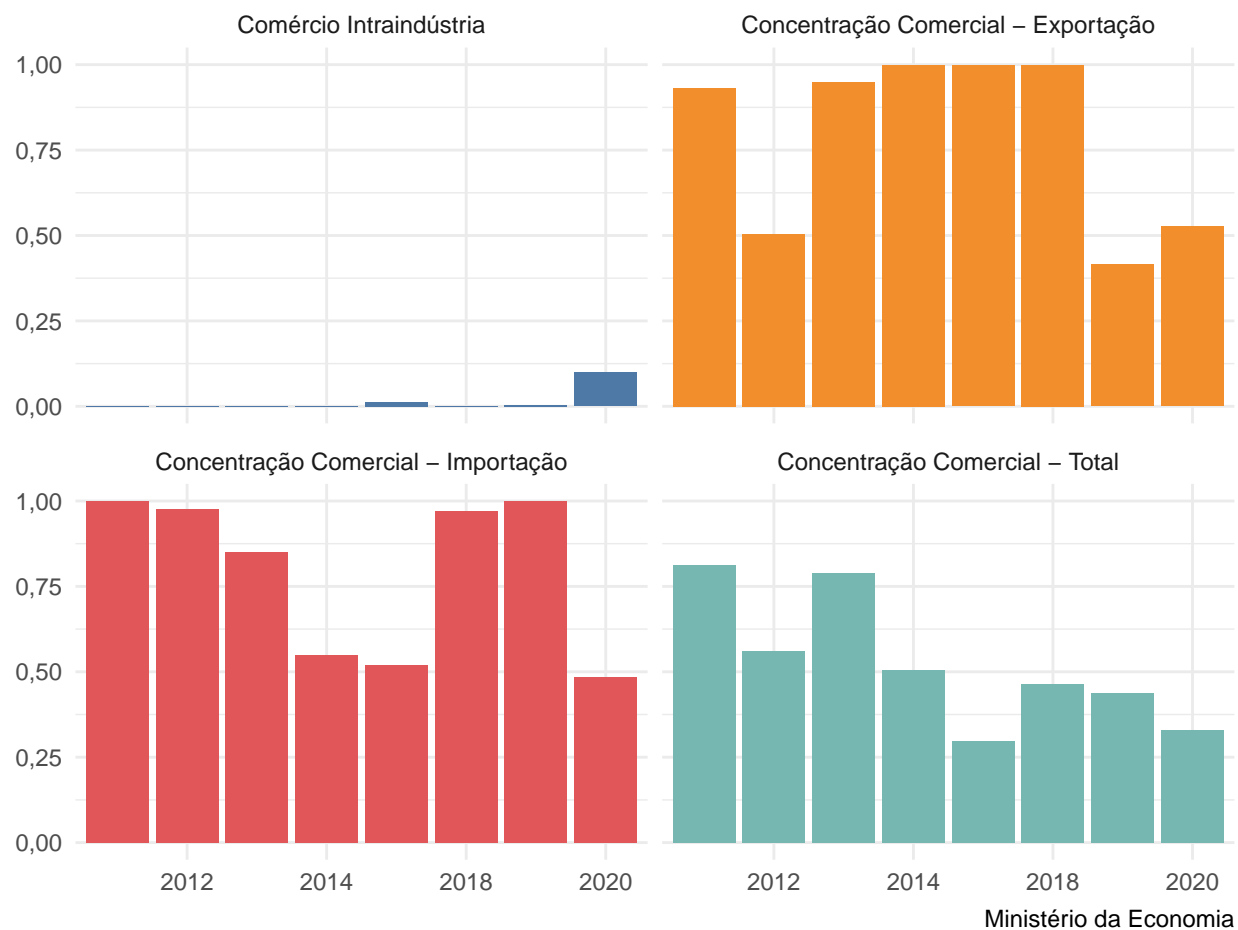 Comércio Intraindústria
Concentração Comercial – Exportação
1,00
0,75
0,50
0,25
0,00
Concentração Comercial – Importação
Concentração Comercial – Total
1,00
0,75
0,50
0,25
0,00
2012 2014 2018 2020
2012 2014 2018 2020
Ministério da Economia